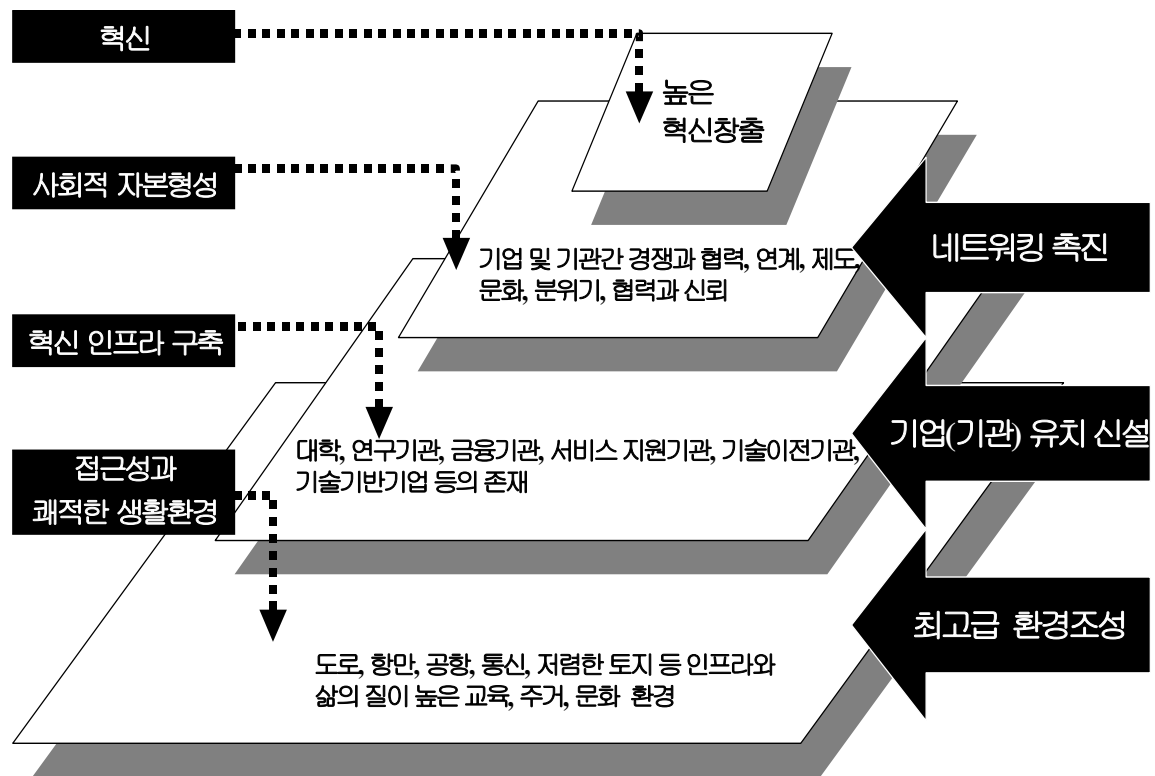 혁신
높은
혁신창출
사회적 자본형성
네트워킹 촉진
기업 및 기관간 경쟁과 협력, 연계, 제도,
문화, 분위기, 협력과 신뢰
혁신 인프라 구축
기업(기관) 유치 신설
대학, 연구기관, 금융기관, 서비스 지원기관, 기술이전기관,
기술기반기업 등의 존재
접근성과
쾌적한 생활환경
최고급 환경조성
도로, 항만, 공항, 통신, 저렴한 토지 등 인프라와
삶의 질이 높은 교육, 주거, 문화 환경